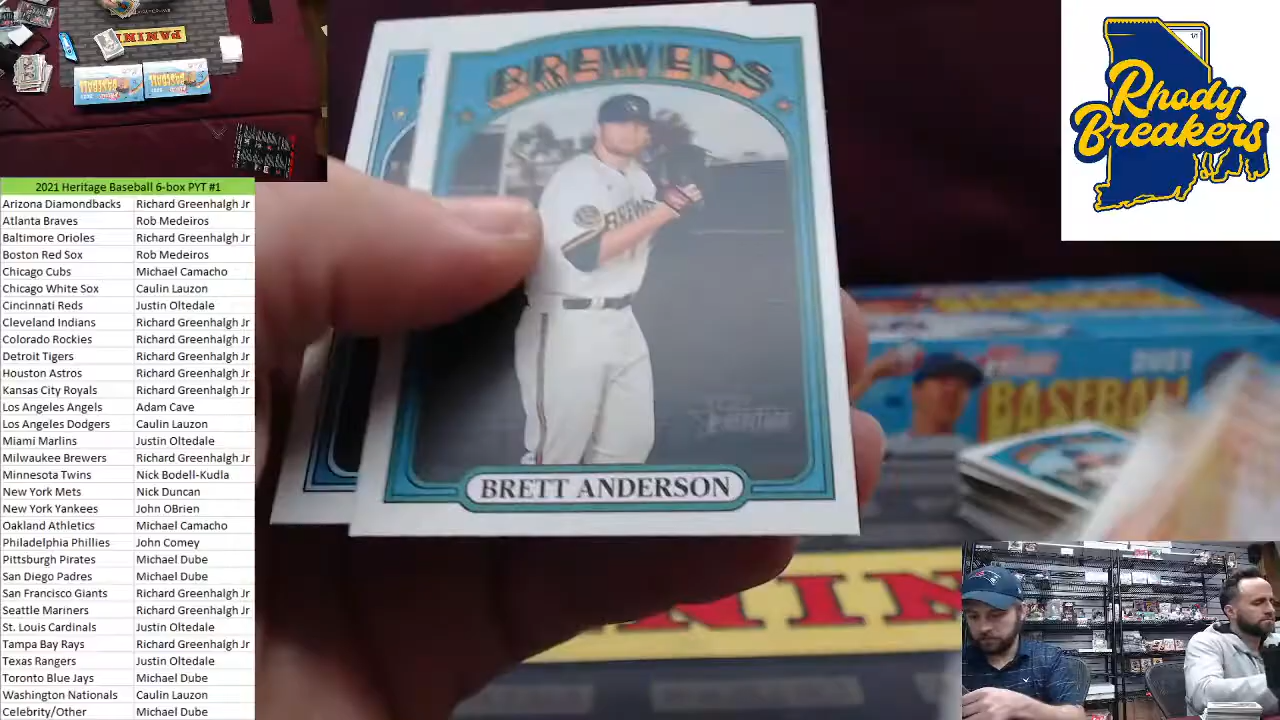 PANINI
BASEBALL
BASEBALL
2021 Heritage Baseball 6-box PYT #1
Arizona Diamondbacks Richard Greenhalgh Jr
Atlanta Braves Rob Medeiros
Baltimore Orioles Richard Greenhalgh Jr
Boston Red Sox Rob Medeiros
Chicago Cubs Michael Camacho
Chicago White Sox Caulin Lauzon
Cincinnati Reds Justin Oltedale
Cleveland Indians Richard Greenhalgh Jr
Colorado Rockies Richard Greenhalgh Jr
Detroit Tigers Richard Greenhalgh Jr
Houston Astros Richard Greenhalgh Jr
Kansas City Royals Richard Greenhalgh Jr
Los Angeles Angels Adam Cave
Los Angeles Dodgers Caulin Lauzon
Miami Marlins Justin Oltedale
Milwaukee Brewers Richard Greenhalgh Jr
Minnesota Twins Nick Bodell-Kudla
New York Mets Nick Duncan
New York Yankees John OBrien
Oakland Athletics Michael Camacho
Philadelphia Phillies John Comey
Pittsburgh Pirates Michael Dube
San Diego Padres Michael Dube
San Francisco Giants Richard Greenhalgh Jr
Seattle Mariners Richard Greenhalgh Jr
St. Louis Cardinals Justin Oltedale
Tampa Bay Rays Richard Greenhalgh Jr
Texas Rangers Justin Oltedale
Toronto Blue Jays Michael Dube
Washington Nationals Caulin Lauzon
Celebrity/Other Michael Dube
BREWERS
BRETT ANDERSON
Heritage
1/1
Rhody
Breakers
2021
BASEBALL